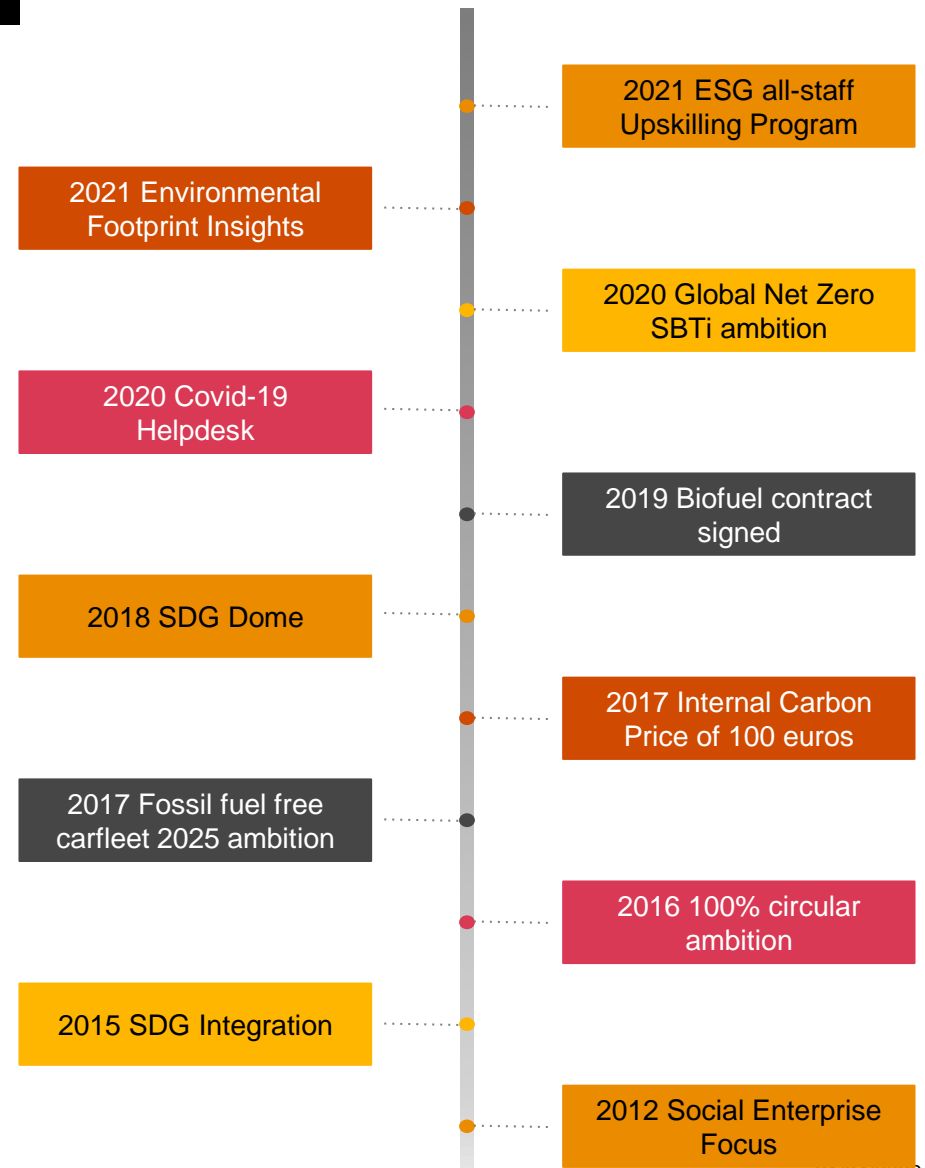 2021 ESG all-staff
Upskilling Program
2021 Environmental
Footprint Insights
2020 Global Net Zero
SBTi ambition
2020 Covid-19
Helpdesk
2019 Biofuel contract
signed
2018 SDG Dome
2017 Internal Carbon
Price of 100 euros
2017 Fossil fuel free
carfleet 2025 ambition
2016 100% circular
ambition
2015 SDG Integration
2012 Social Enterprise
Focus